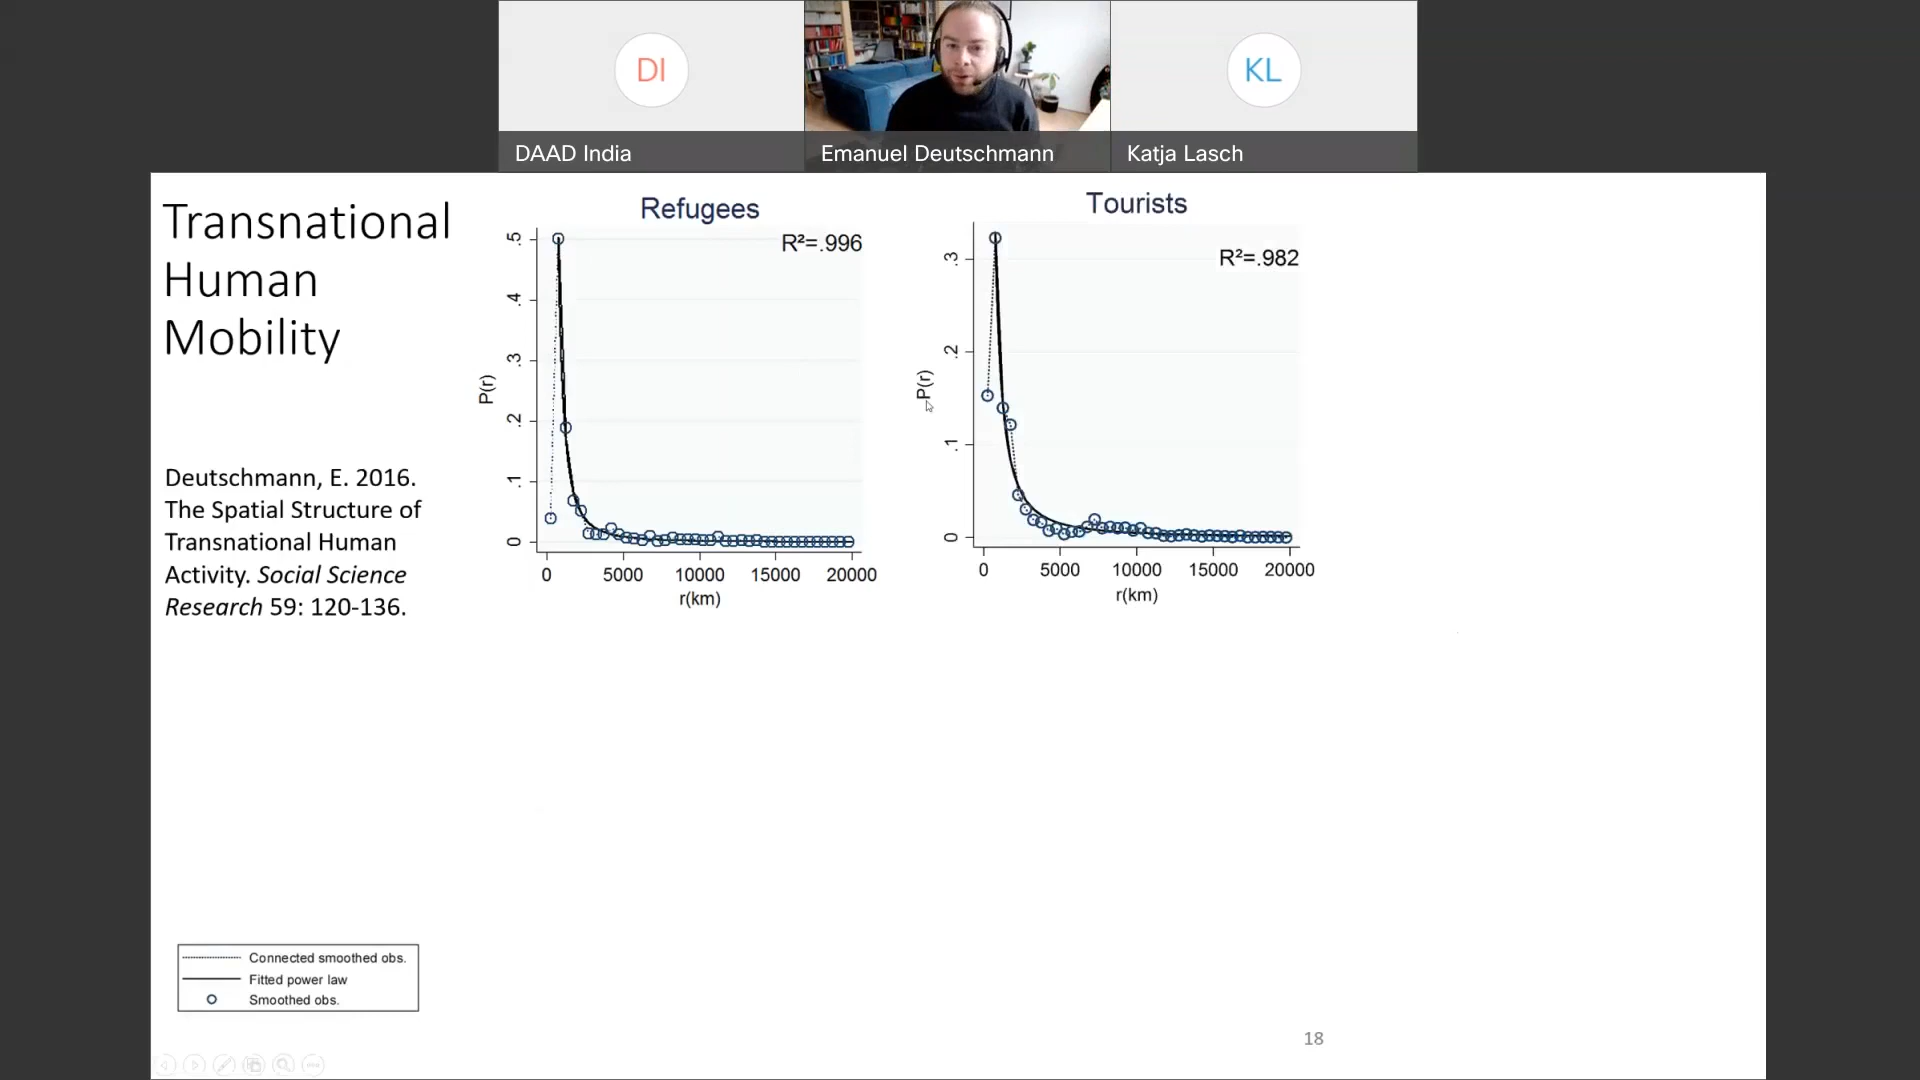 DI
KL
DAAD India
Emanuel Deutschmann
Katja Lasch
Transnational
Human
Mobility
Deutschmann, E. 2016.
The Spatial Structure of
Transnational Human
Activity. Social Science
Research 59: 120-136.
Refugees
R²=.996
P(r)
.5
.4
.3
.2
.1
0
0 5000 10000 15000 20000
r(km)
Tourists
R²=.982
P(r)
.3
.2
.1
0
0 5000 10000 15000 20000
r(km)
Connected smoothed obs.
Fitted power law
Smoothed obs.
18